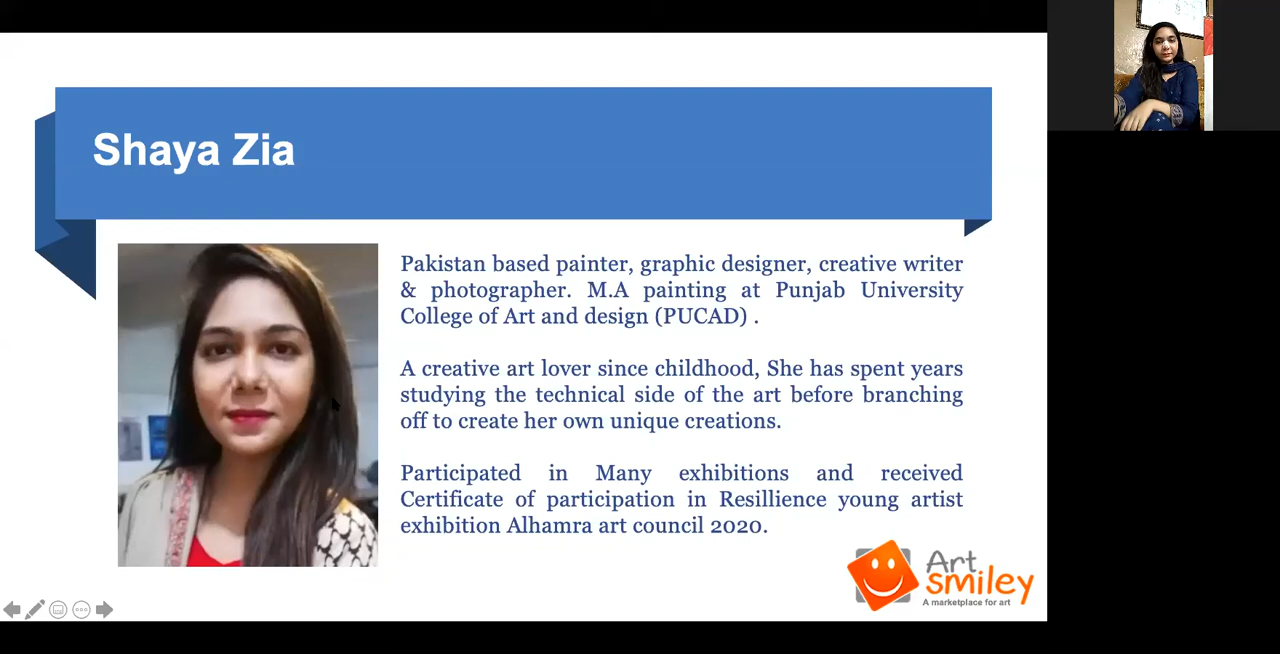 Shaya Zia
Pakistan based painter, graphic designer, creative writer
& photographer. M.A painting at Punjab University
College of Art and design (PUCAD) .
A creative art lover since childhood, She has spent years
studying the technical side of the art before branching
off to create her own unique creations.
Participated in Many exhibitions and received
Certificate of participation in Resillience young artist
exhibition Alhamra art council 2020.
Art
smiley
A marketplace for art